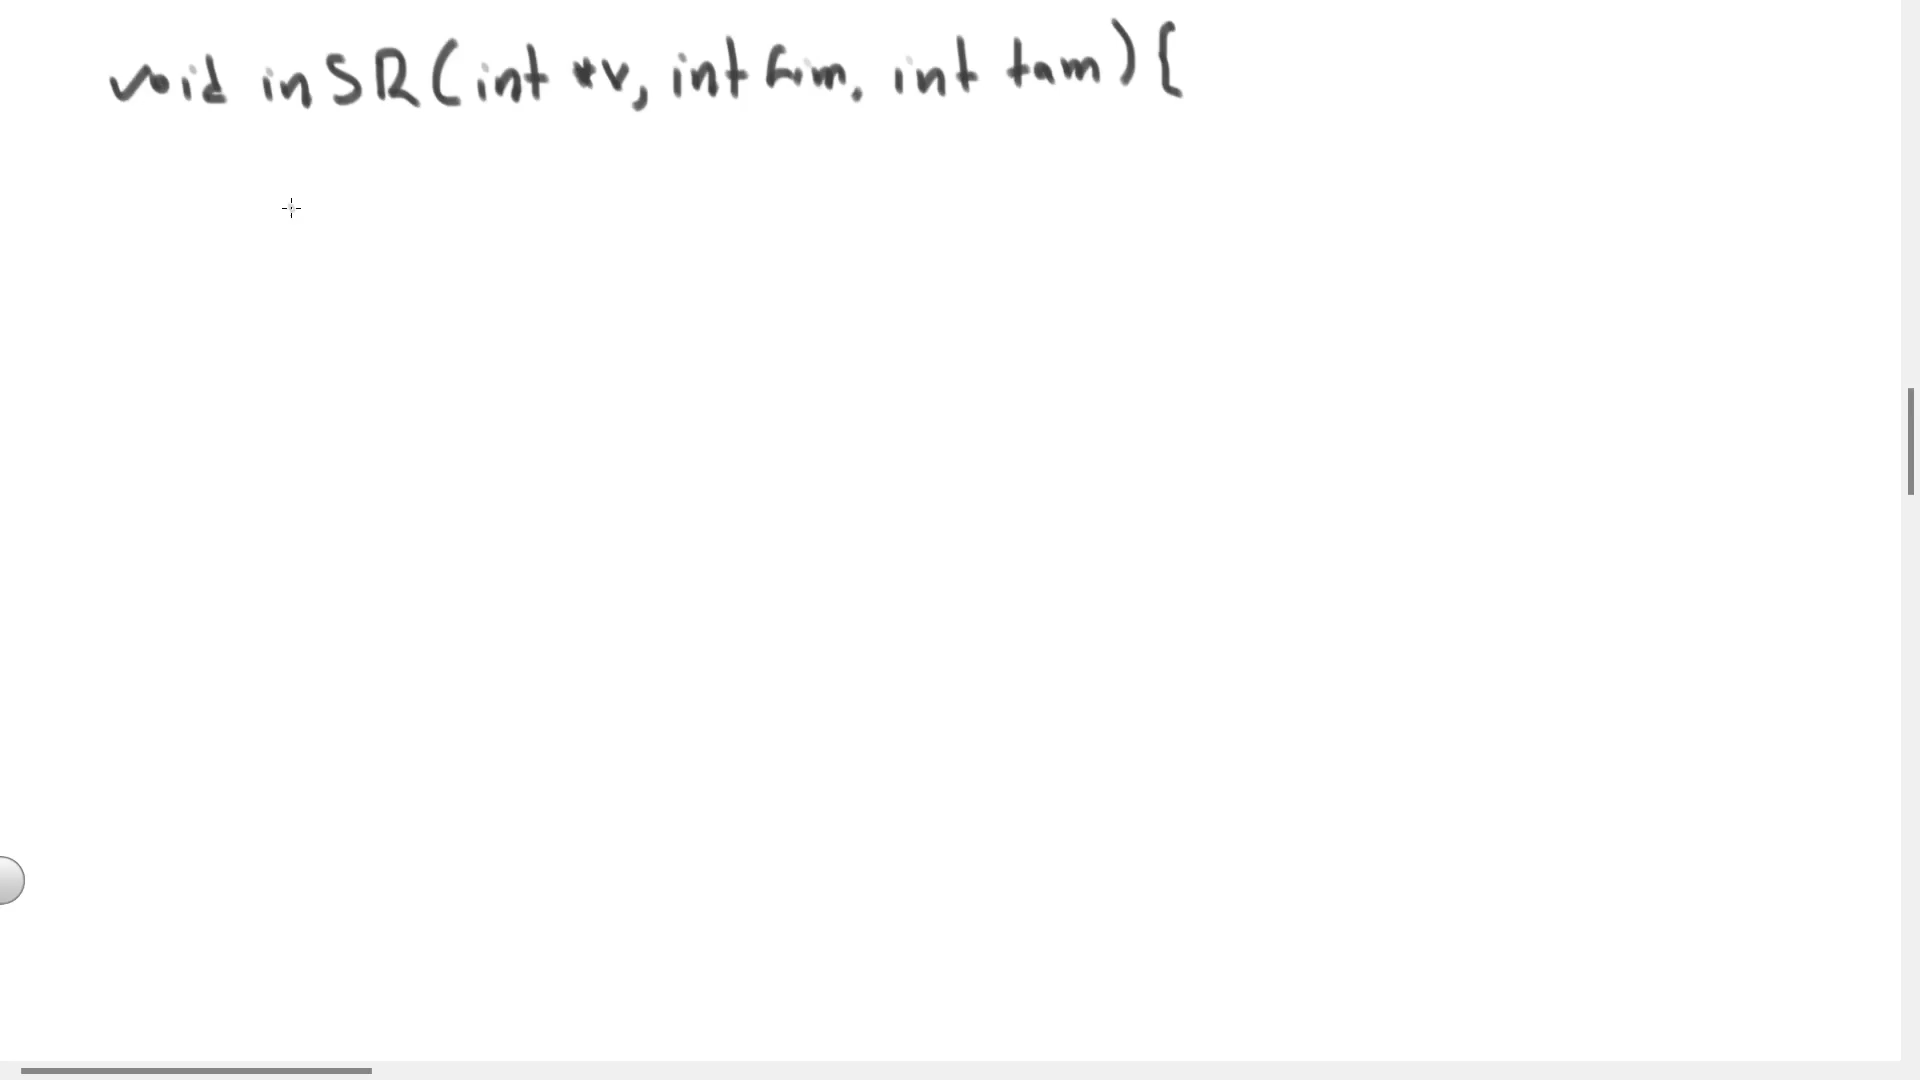 void inSR(int *v, int fim, int tam){